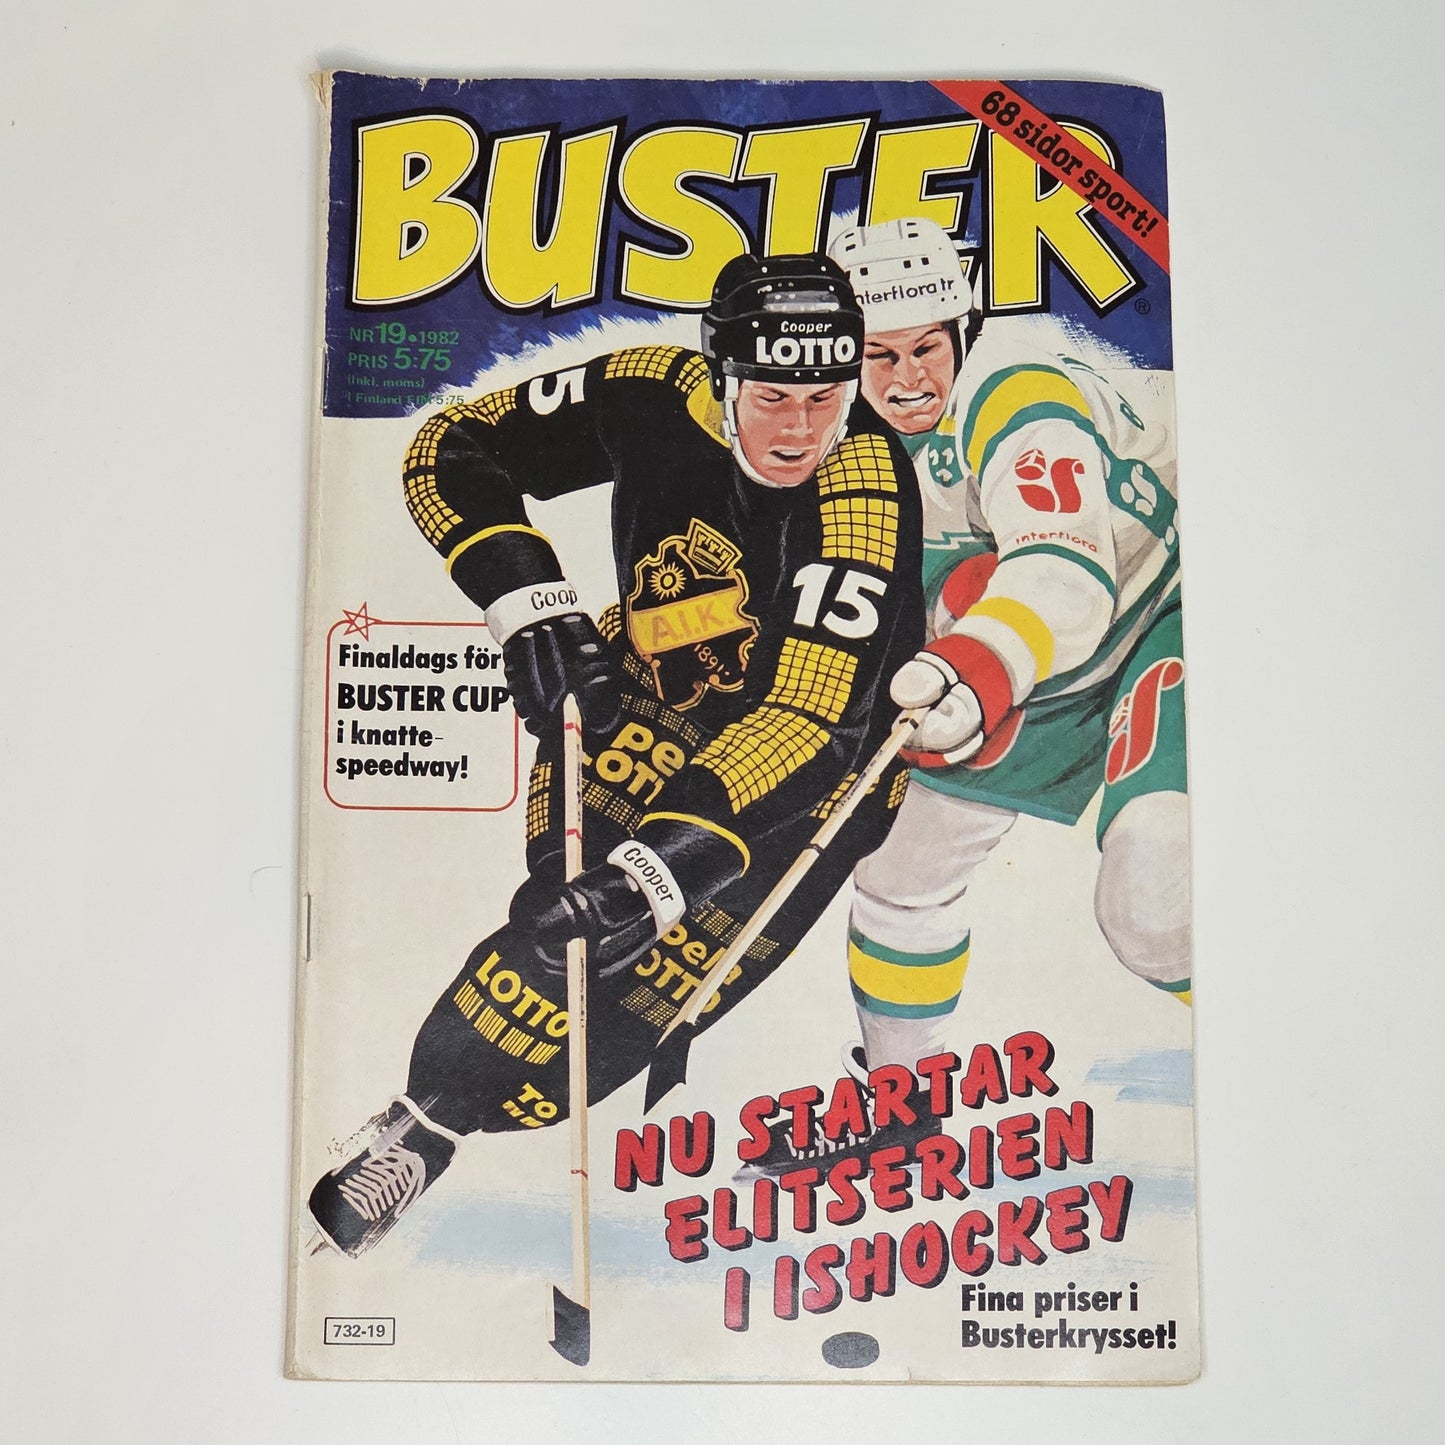 68 sidor sport!
BUSTER
®
NR 19•1982
PRIS 5:75
(Inkl. moms)
I Finland FIM 5:75
interflora tr
Cooper
LOTTO
15
interflora
Coop
A.I.K.
1891.
Finaldags för
BUSTER CUP
i knatte-
speedway!
LOTTO
Cooper
LOTTO
TO
NU STARTAR
ELITSERIEN
I ISHOCKEY
Fina priser i
Busterkrysset!
732-19